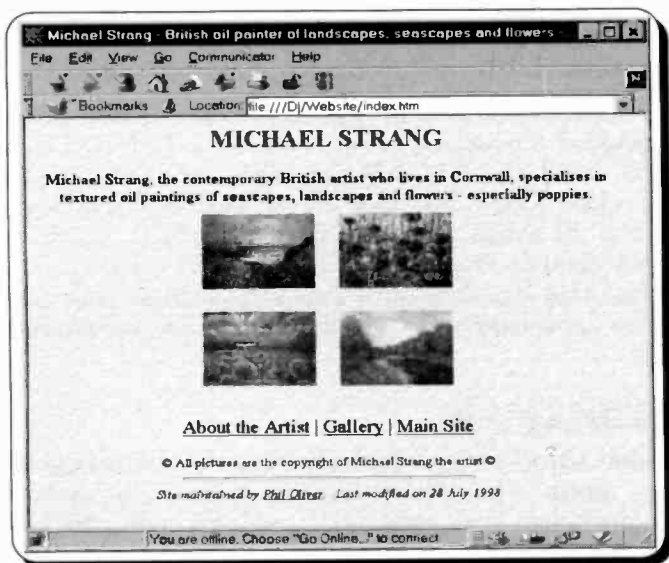 Michael Strang - British oil painter of landscapes, seascapes and flowers -
File Edit View Go Communicator Help
N
Bookmarks Location: file:///D|/Website/index.htm
MICHAEL STRANG
Michael Strang, the contemporary British artist who lives in Cornwall, specialises in
textured oil paintings of seascapes, landscapes and flowers - especially poppies.
About the Artist | Gallery | Main Site
© All pictures are the copyright of Michael Strang the artist ©
Site maintained by Phil Oliver. Last modified on 28 July 1998
You are offline. Choose "Go Online..." to connect